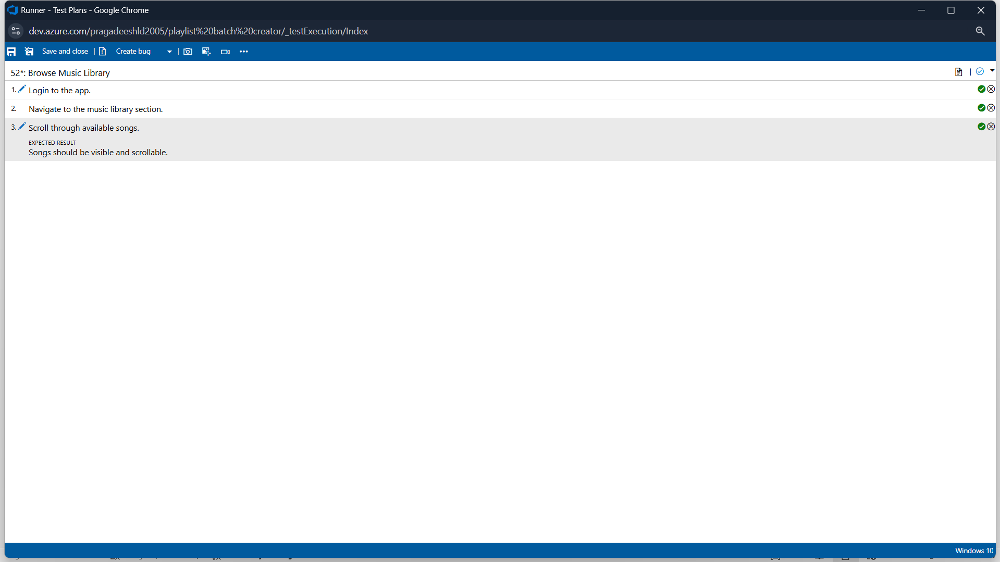 Runner - Test Plans - Google Chrome
dev.azure.com/pragadeeshld2005/playlist%20batch%20creator/_testExecution/Index
Save and close | Create bug
52*: Browse Music Library
1. Login to the app.
2. Navigate to the music library section.
3. Scroll through available songs.
EXPECTED RESULT
Songs should be visible and scrollable.
Windows 10